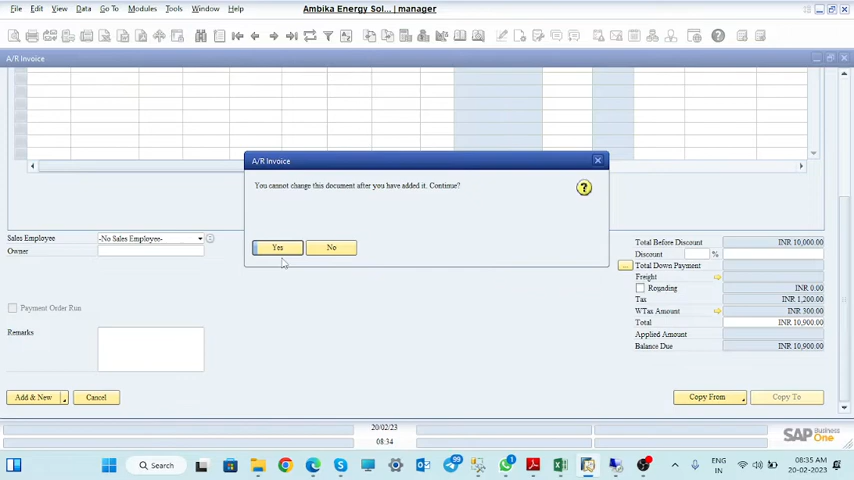 File Edit View Data Go To Modules Tools Window Help
Ambika Energy Sol... | manager
A/R Invoice
A/R Invoice
You cannot change this document after you have added it. Continue?
Yes No
Sales Employee -No Sales Employee-
Owner
Payment Order Run
Remarks
Total Before Discount INR 10,000.00
Discount %
... Total Down Payment
Freight
Rounding INR 0.00
Tax INR 1,200.00
WTax Amount INR 300.00
Total INR 10,900.00
Applied Amount
Balance Due INR 10,900.00
Add & New Cancel
Copy From Copy To
20/02/23
08:34
SAP Business One
Search
99
1
ENG
IN
08:35 AM
20-02-2023